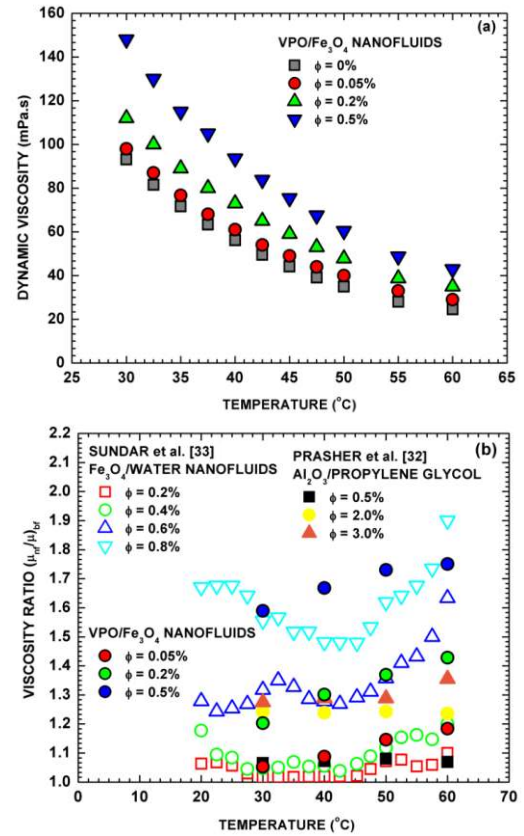 (a)
VPO/Fe₃O₄ NANOFLUIDS
ϕ = 0%
ϕ = 0.05%
ϕ = 0.2%
ϕ = 0.5%
DYNAMIC VISCOSITY (mPa.s)
160
140
120
100
80
60
40
20
0
25 30 35 40 45 50 55 60 65
TEMPERATURE (°C)
(b)
SUNDAR et al. [33]
Fe₃O₄/WATER NANOFLUIDS
ϕ = 0.2%
ϕ = 0.4%
ϕ = 0.6%
ϕ = 0.8%
PRASHER et al. [32]
Al₂O₃/PROPYLENE GLYCOL
ϕ = 0.5%
ϕ = 2.0%
ϕ = 3.0%
VPO/Fe₃O₄ NANOFLUIDS
ϕ = 0.05%
ϕ = 0.2%
ϕ = 0.5%
VISCOSITY RATIO (μnf/μ)bf
2.2
2.1
2.0
1.9
1.8
1.7
1.6
1.5
1.4
1.3
1.2
1.1
1.0
0 10 20 30 40 50 60 70
TEMPERATURE (°C)